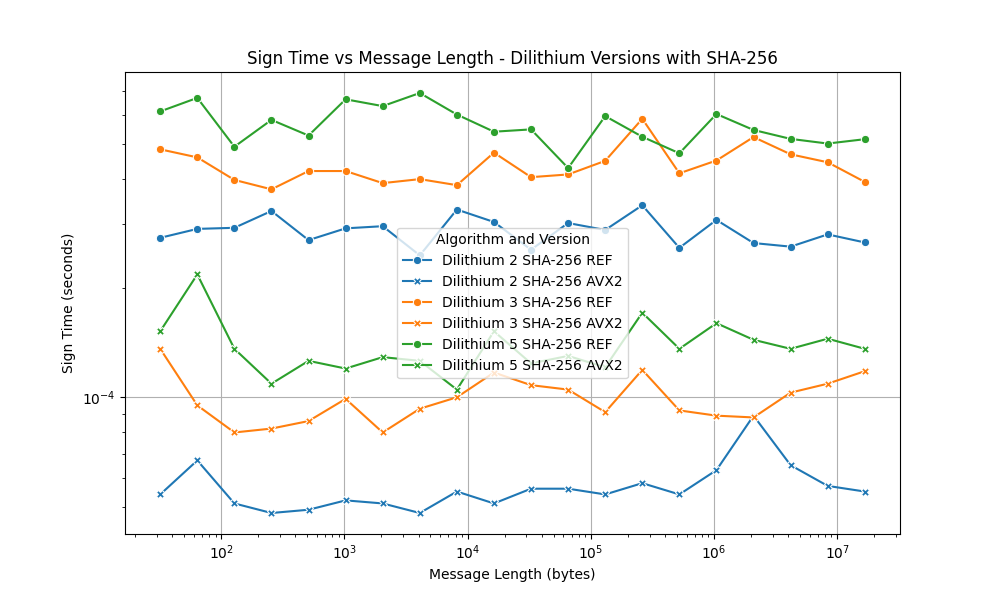 Sign Time vs Message Length - Dilithium Versions with SHA-256
Sign Time (seconds)
10⁻⁴
Algorithm and Version
Dilithium 2 SHA-256 REF
Dilithium 2 SHA-256 AVX2
Dilithium 3 SHA-256 REF
Dilithium 3 SHA-256 AVX2
Dilithium 5 SHA-256 REF
Dilithium 5 SHA-256 AVX2
10² 10³ 10⁴ 10⁵ 10⁶ 10⁷
Message Length (bytes)